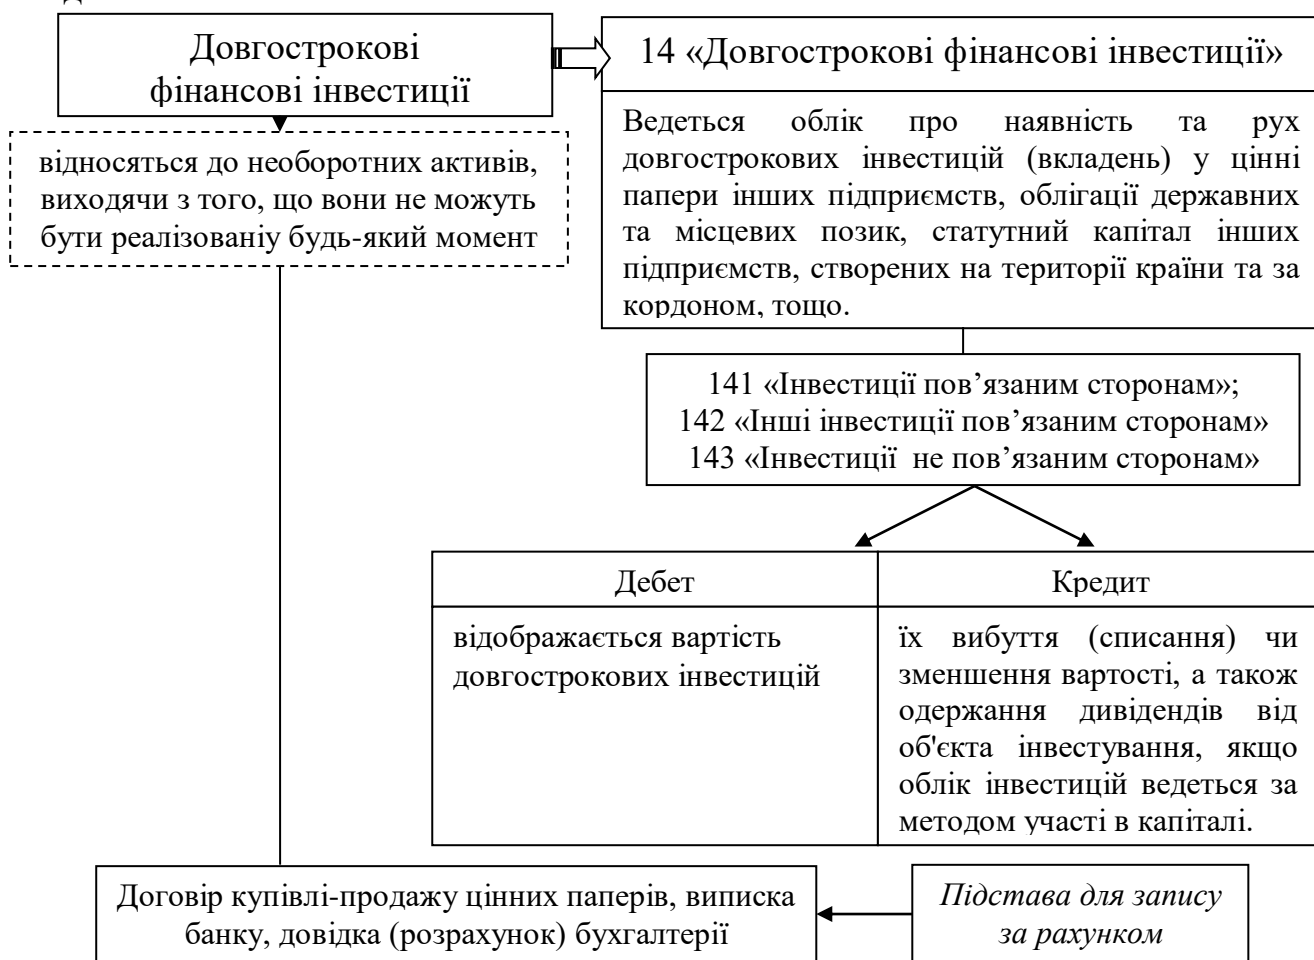 Довгострокові
фінансові інвестиції
14 «Довгострокові фінансові інвестиції»
відносяться до необоротних активів,
виходячи з того, що вони не можуть
бути реалізованіу будь-який момент
Ведеться облік про наявність та рух
довгострокових інвестицій (вкладень) у цінні
папери інших підприємств, облігації державних
та місцевих позик, статутний капітал інших
підприємств, створених на території країни та за
кордоном, тощо.
141 «Інвестиції пов’язаним сторонам»;
142 «Інші інвестиції пов’язаним сторонам»
143 «Інвестиції не пов’язаним сторонам»
Дебет
Кредит
відображається вартість
довгострокових інвестицій
їх вибуття (списання) чи
зменшення вартості, а також
одержання дивідендів від
об'єкта інвестування, якщо
облік інвестицій ведеться за
методом участі в капіталі.
Договір купівлі-продажу цінних паперів, виписка
банку, довідка (розрахунок) бухгалтерії
Підстава для запису
за рахунком